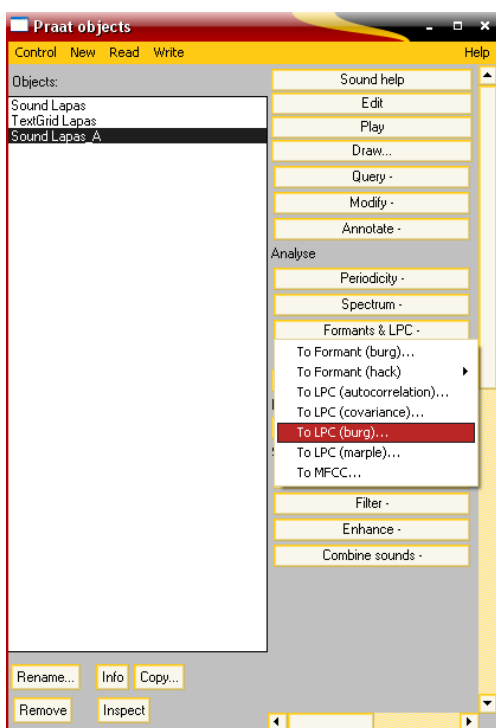 Praat objects
Control New Read Write Help
Objects:
Sound Lapas
TextGrid Lapas
Sound Lapas_A
Sound help
Edit
Play
Draw...
Query -
Modify -
Annotate -
Analyse
Periodicity -
Spectrum -
Formants & LPC -
To Formant (burg)...
To Formant (hack)
To LPC (autocorrelation)...
To LPC (covariance)...
To LPC (burg)...
To LPC (marple)...
To MFCC...
Filter -
Enhance -
Combine sounds -
Rename... Info Copy...
Remove Inspect